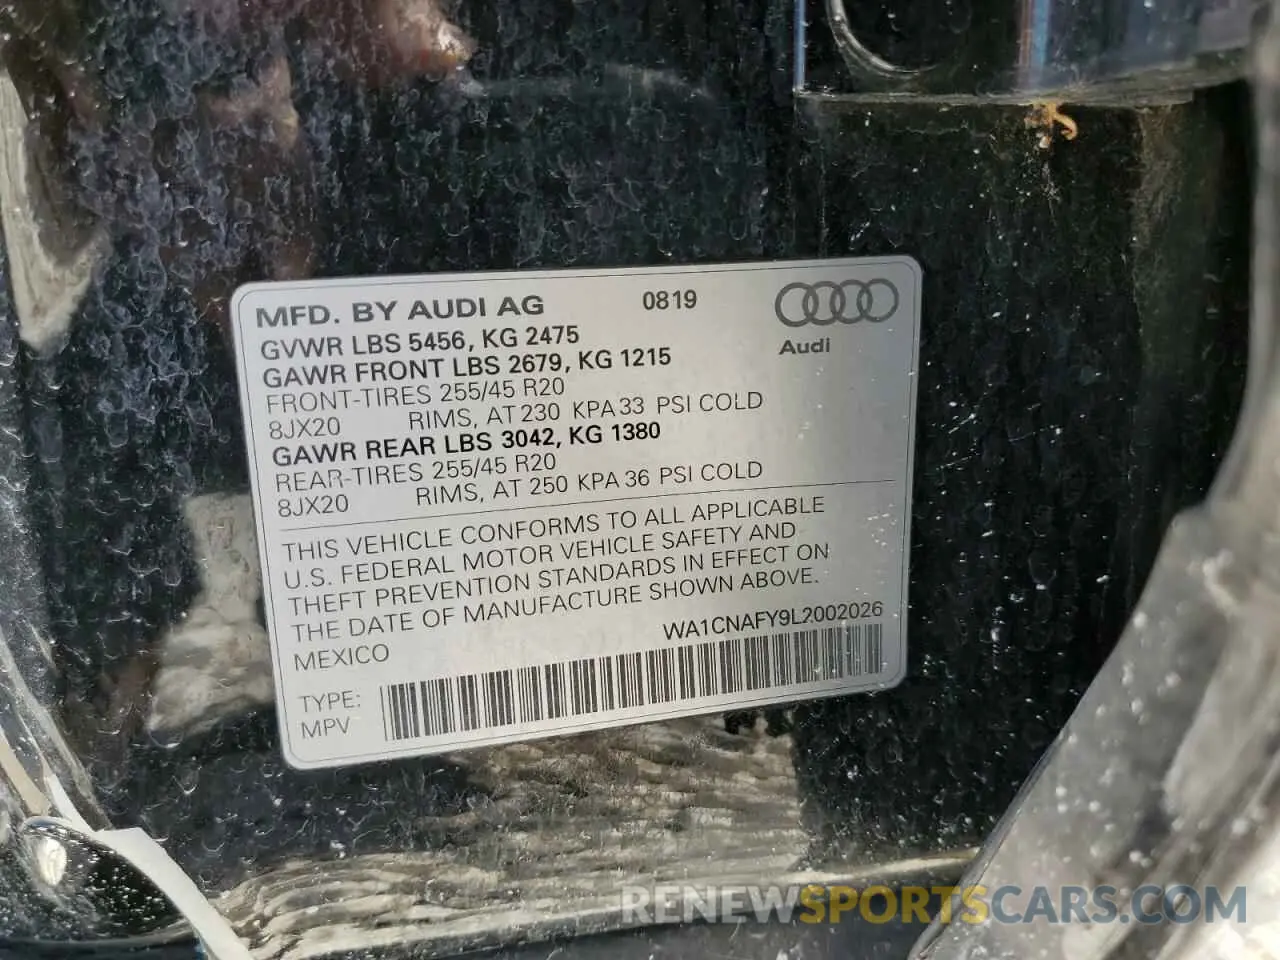 MFD. BY AUDI AG 0819
Audi
GVWR LBS 5456, KG 2475
GAWR FRONT LBS 2679, KG 1215
FRONT-TIRES 255/45 R20
8JX20 RIMS, AT 230 KPA 33 PSI COLD
GAWR REAR LBS 3042, KG 1380
REAR-TIRES 255/45 R20
8JX20 RIMS, AT 250 KPA 36 PSI COLD
THIS VEHICLE CONFORMS TO ALL APPLICABLE
U.S. FEDERAL MOTOR VEHICLE SAFETY AND
THEFT PREVENTION STANDARDS IN EFFECT ON
THE DATE OF MANUFACTURE SHOWN ABOVE.
MEXICO WA1CNAFY9L2002026
TYPE:
MPV
RENEWSPORTSCARS.COM